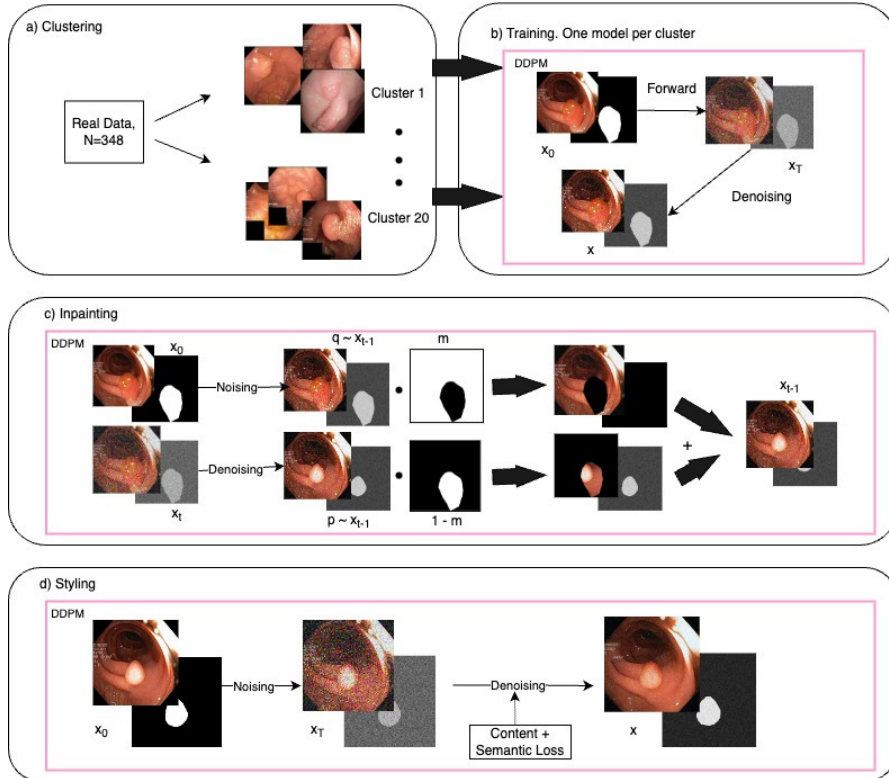 a) Clustering
Real Data,
N=348
Cluster 1
Cluster 20
b) Training. One model per cluster
DDPM
Forward
x0
xT
Denoising
x
c) Inpainting
DDPM
x0
q ~ xt-1
m
Noising
xt-1
xt
Denoising
+
p ~ xt-1
1 - m
d) Styling
DDPM
Noising
Denoising
x0
xT
Content +
Semantic Loss
x